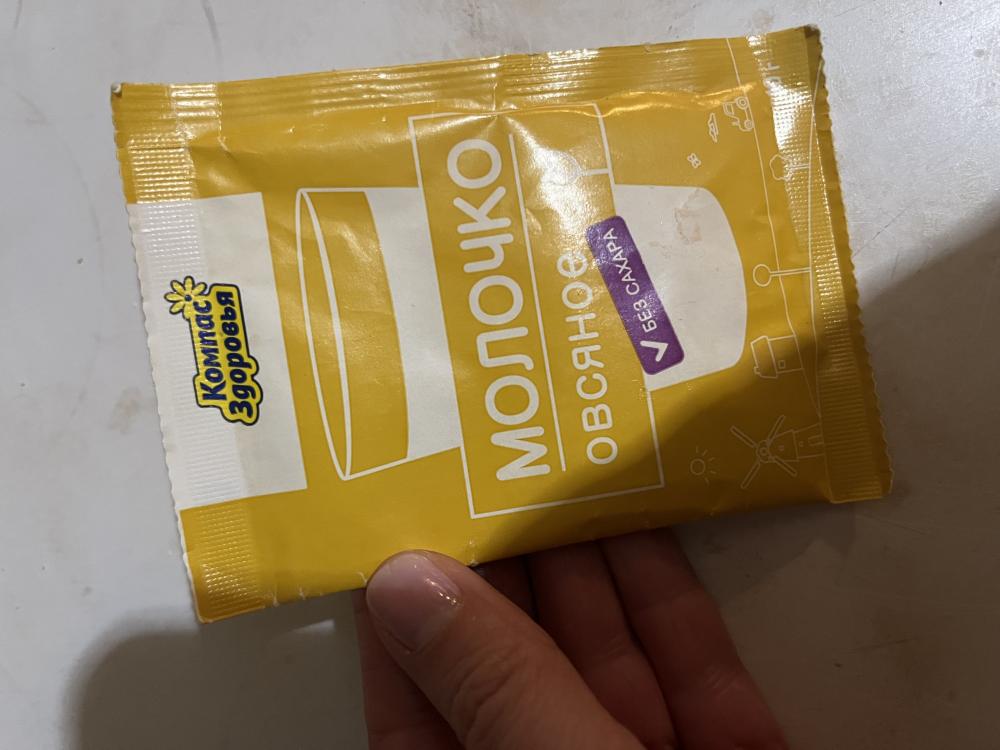 Компас
Здоровья
МОЛОЧКО
ОВСЯНОЕ
БЕЗ САХАРА